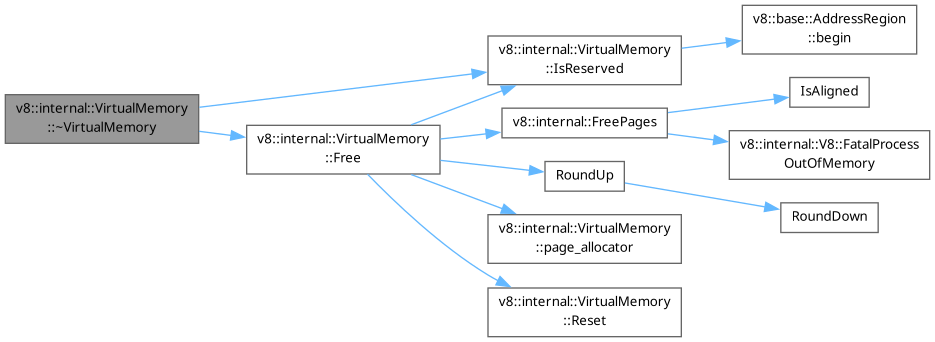 v8::internal::VirtualMemory
::~VirtualMemory
v8::internal::VirtualMemory
::Free
v8::internal::VirtualMemory
::IsReserved
v8::base::AddressRegion
::begin
v8::internal::FreePages
IsAligned
v8::internal::V8::FatalProcess
OutOfMemory
RoundUp
RoundDown
v8::internal::VirtualMemory
::page_allocator
v8::internal::VirtualMemory
::Reset